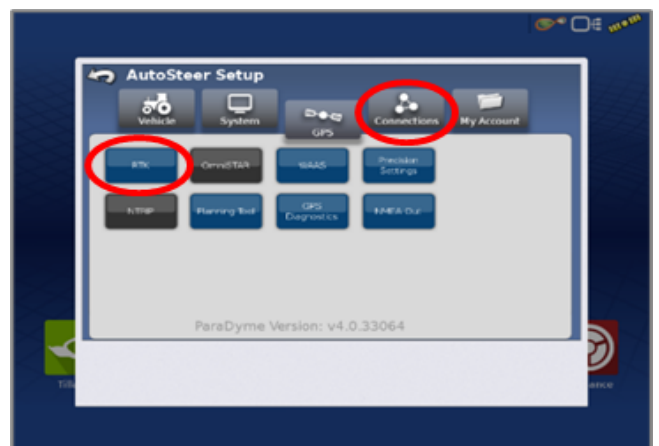 AutoSteer Setup
Vehicle System GPS Connections My Account
RTK OmniSTAR WAAS Precision Settings
NTRIP Planning Tool GPS Diagnostics NMEA Out
ParaDyme Version: v4.0.33064